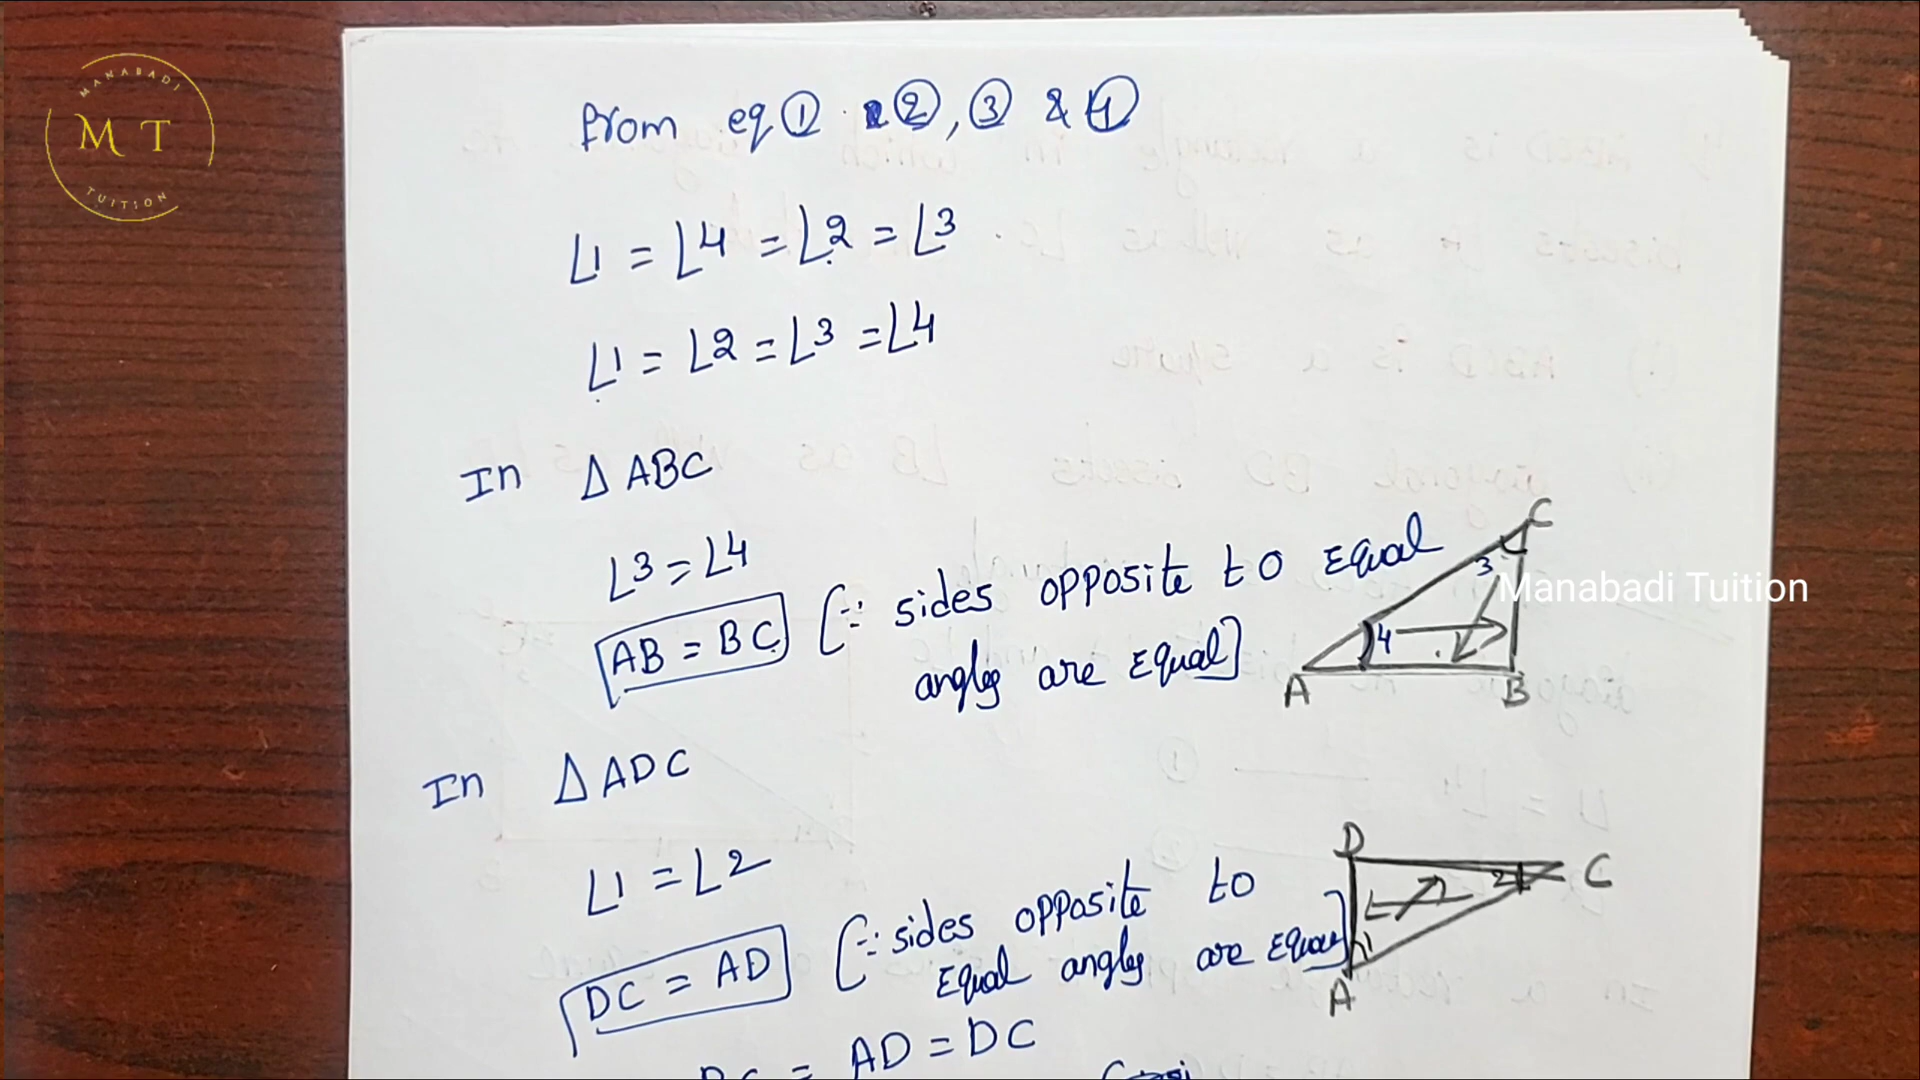 MANABADI
M T
TUITION
from eq ① ②, ③ & ④
∠1 = ∠4 = ∠2 = ∠3
∠1 = ∠2 = ∠3 = ∠4
In △ ABC
∠3 = ∠4
AB = BC (∵ sides opposite to Equal
angles are Equal]
C
3
4
A B
Manabadi Tuition
In △ ADC
∠1 = ∠2
DC = AD (∵ sides opposite to
Equal angles are Equal]
D
C
2
1
A
= AD = DC